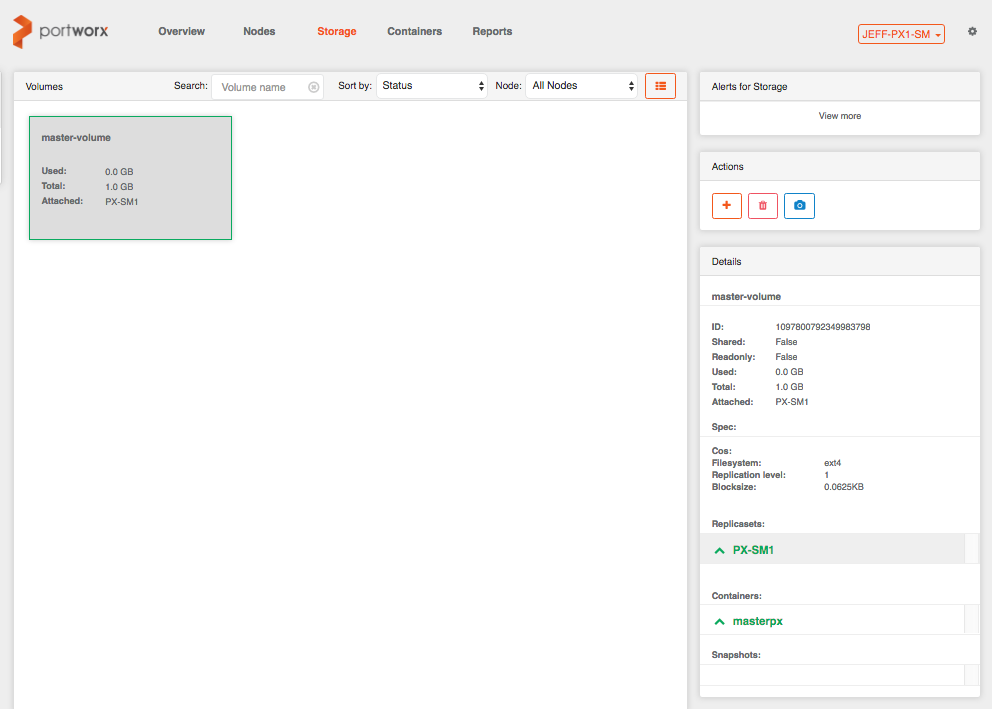 portworx
Overview Nodes Storage Containers Reports
JEFF-PX1-SM
Volumes Search: Volume name Sort by: Status Node: All Nodes
master-volume
Used: 0.0 GB
Total: 1.0 GB
Attached: PX-SM1
Alerts for Storage
View more
Actions
Details
master-volume
ID: 1097800792349983798
Shared: False
Readonly: False
Used: 0.0 GB
Total: 1.0 GB
Attached: PX-SM1
Spec:
Cos:
Filesystem: ext4
Replication level: 1
Blocksize: 0.0625KB
Replicasets:
PX-SM1
Containers:
masterpx
Snapshots: